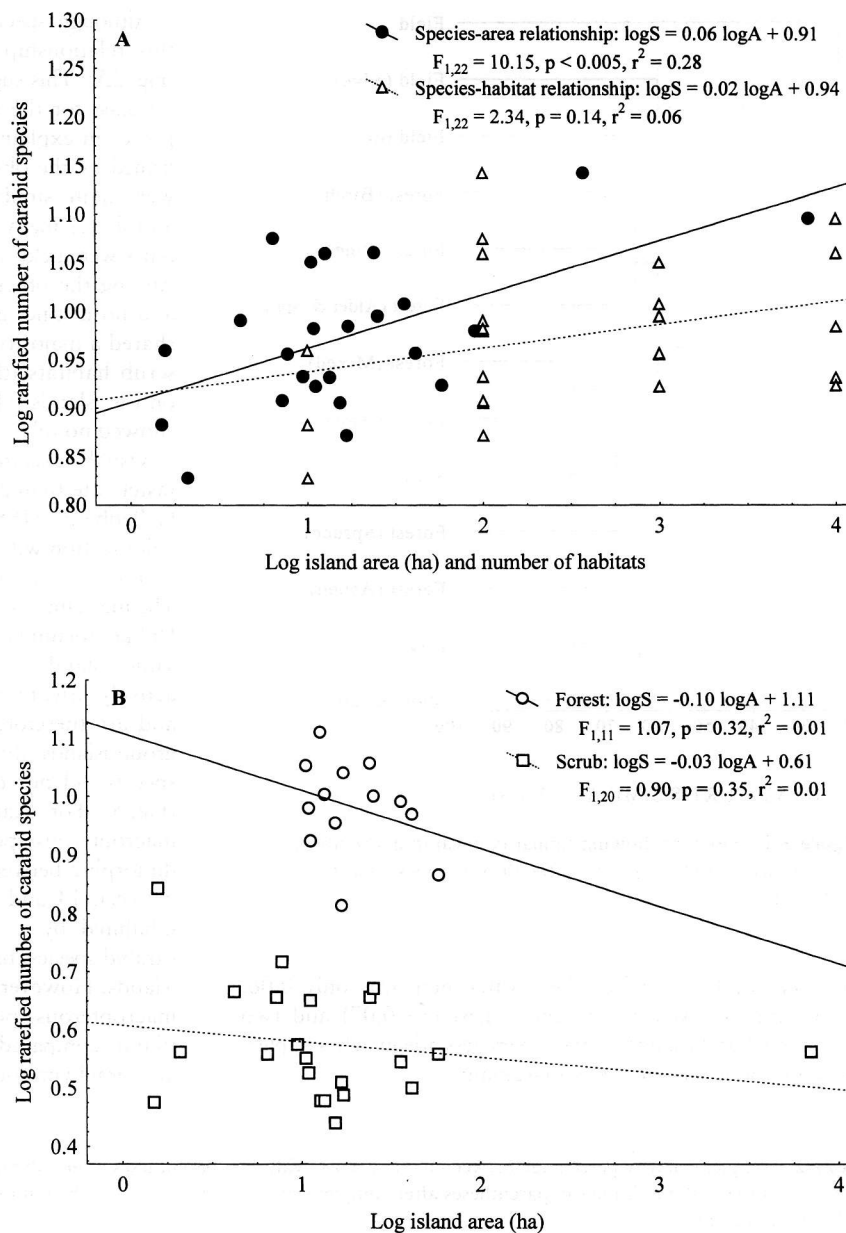 A
Species-area relationship: logS = 0.06 logA + 0.91
F1,22 = 10.15, p < 0.005, r2 = 0.28
Species-habitat relationship: logS = 0.02 logA + 0.94
F1,22 = 2.34, p = 0.14, r2 = 0.06
Log rarefied number of carabid species
1.30
1.25
1.20
1.15
1.10
1.05
1.00
0.95
0.90
0.85
0.80
0 1 2 3 4
Log island area (ha) and number of habitats
B
Forest: logS = -0.10 logA + 1.11
F1,11 = 1.07, p = 0.32, r2 = 0.01
Scrub: logS = -0.03 logA + 0.61
F1,20 = 0.90, p = 0.35, r2 = 0.01
Log rarefied number of carabid species
1.2
1.1
1.0
0.9
0.8
0.7
0.6
0.5
0.4
0 1 2 3 4
Log island area (ha)